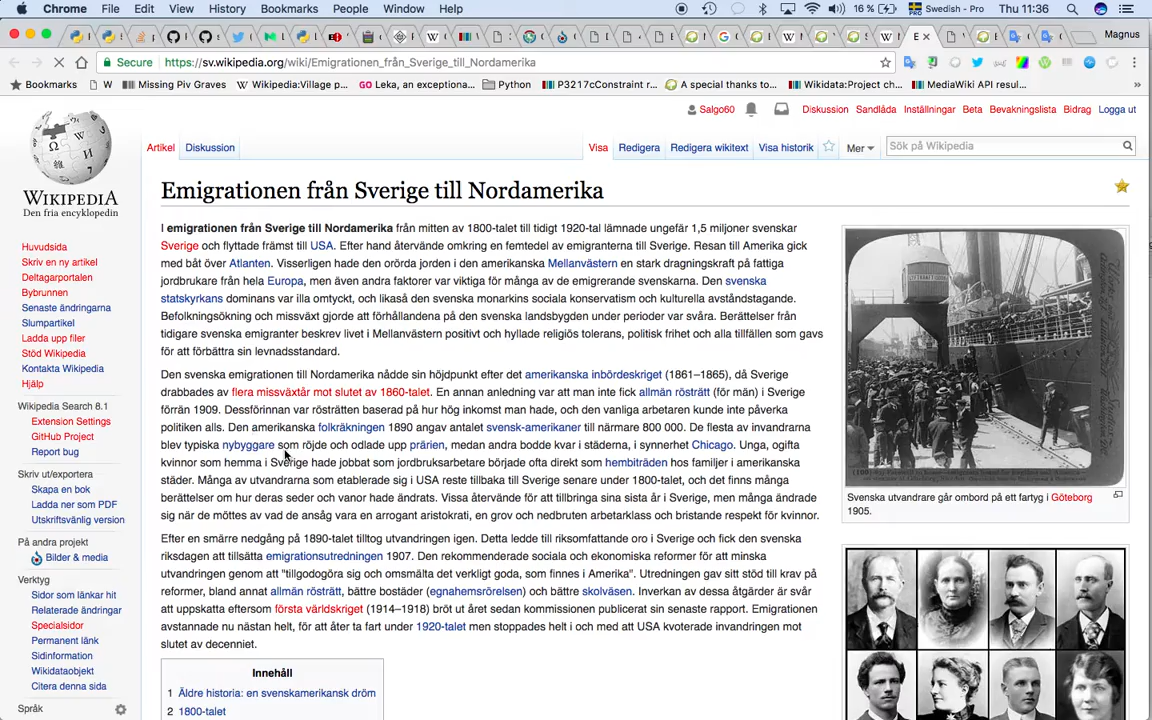 Chrome File Edit View History Bookmarks People Window Help 16 % Swedish - Pro Thu 11:36
E Magnus
Secure https://sv.wikipedia.org/wiki/Emigrationen_från_Sverige_till_Nordamerika
Bookmarks W Missing Piv Graves Wikipedia:Village p... GO Leka, an exceptiona... Python P3217cConstraint r... A special thanks to... Wikidata:Project ch... MediaWiki API resul...
Salgo60 Diskussion Sandlåda Inställningar Beta Bevakningslista Bidrag Logga ut
Artikel Diskussion Visa Redigera Redigera wikitext Visa historik Mer Sök på Wikipedia
WIKIPEDIA
Den fria encyklopedin
Huvudsida
Skriv en ny artikel
Deltagarportalen
Bybrunnen
Senaste ändringarna
Slumpartikel
Ladda upp filer
Stöd Wikipedia
Kontakta Wikipedia
Hjälp
Wikipedia Search 8.1
Extension Settings
GitHub Project
Report bug
Skriv ut/exportera
Skapa en bok
Ladda ner som PDF
Utskriftsvänlig version
På andra projekt
Bilder & media
Verktyg
Sidor som länkar hit
Relaterade ändringar
Specialsidor
Permanent länk
Sidinformation
Wikidataobjekt
Citera denna sida
Språk
Emigrationen från Sverige till Nordamerika
I emigrationen från Sverige till Nordamerika från mitten av 1800-talet till tidigt 1920-tal lämnade ungefär 1,5 miljoner svenskar
Sverige och flyttade främst till USA. Efter hand återvände omkring en femtedel av emigranterna till Sverige. Resan till Amerika gick
med båt över Atlanten. Visserligen hade den orörda jorden i den amerikanska Mellanvästern en stark dragningskraft på fattiga
jordbrukare från hela Europa, men även andra faktorer var viktiga för många av de emigrerande svenskarna. Den svenska
statskyrkans dominans var illa omtyckt, och likaså den svenska monarkins sociala konservatism och kulturella avståndstagande.
Befolkningsökning och missväxt gjorde att förhållandena på den svenska landsbygden under perioder var svåra. Berättelser från
tidigare svenska emigranter beskrev livet i Mellanvästern positivt och hyllade religiös tolerans, politisk frihet och alla tillfällen som gavs
för att förbättra sin levnadsstandard.
Den svenska emigrationen till Nordamerika nådde sin höjdpunkt efter det amerikanska inbördeskriget (1861–1865), då Sverige
drabbades av flera missväxtår mot slutet av 1860-talet. En annan anledning var att man inte fick allmän rösträtt (för män) i Sverige
förrän 1909. Dessförinnan var rösträtten baserad på hur hög inkomst man hade, och den vanliga arbetaren kunde inte påverka
politiken alls. Den amerikanska folkräkningen 1890 angav antalet svensk-amerikaner till närmare 800 000. De flesta av invandrarna
blev typiska nybyggare som röjde och odlade upp prärien, medan andra bodde kvar i städerna, i synnerhet Chicago. Unga, ogifta
kvinnor som hemma i Sverige hade jobbat som jordbruksarbetare började ofta direkt som hembiträden hos familjer i amerikanska
städer. Många av utvandrarna som etablerade sig i USA reste tillbaka till Sverige senare under 1800-talet, och det finns många
berättelser om hur deras seder och vanor hade ändrats. Vissa återvände för att tillbringa sina sista år i Sverige, men många ändrade
sig när de möttes av vad de ansåg vara en arrogant aristokrati, en grov och nedbruten arbetarklass och bristande respekt för kvinnor.
Efter en smärre nedgång på 1890-talet tilltog utvandringen igen. Detta ledde till riksomfattande oro i Sverige och fick den svenska
riksdagen att tillsätta emigrationsutredningen 1907. Den rekommenderade sociala och ekonomiska reformer för att minska
utvandringen genom att "tillgodogöra sig och omsmälta det verkligt goda, som finnes i Amerika". Utredningen gav sitt stöd till krav på
reformer, bland annat allmän rösträtt, bättre bostäder (egnahemsrörelsen) och bättre skolväsen. Inverkan av dessa åtgärder är svår
att uppskatta eftersom första världskriget (1914–1918) bröt ut året sedan kommissionen publicerat sin senaste rapport. Emigrationen
avstannade nu nästan helt, för att åter ta fart under 1920-talet men stoppades helt i och med att USA kvoterade invandringen mot
slutet av decenniet.
Innehåll
1 Äldre historia: en svenskamerikansk dröm
2 1800-talet
Svenska utvandrare går ombord på ett fartyg i Göteborg
1905.